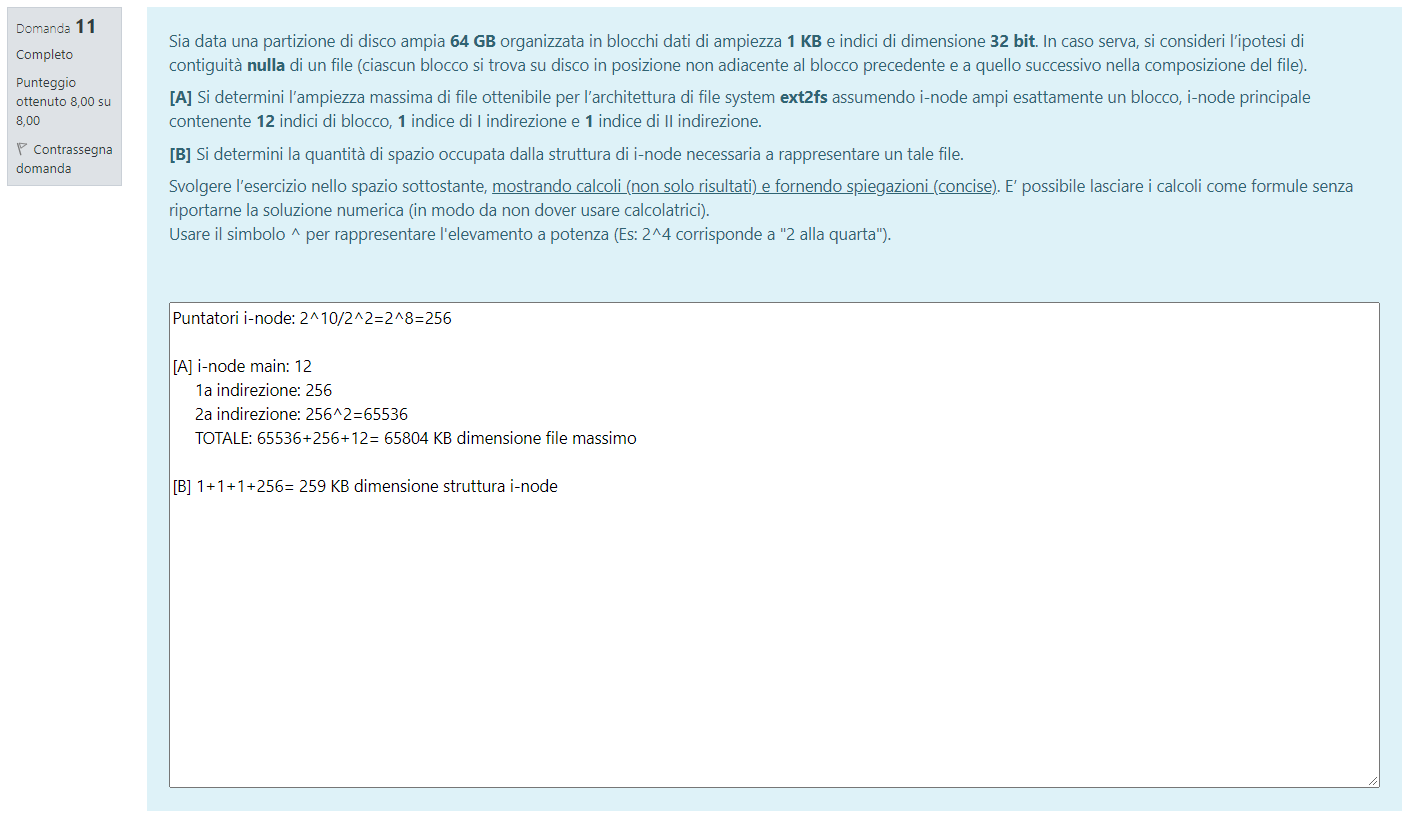 Domanda 11
Completo
Punteggio
ottenuto 8,00 su
8,00
Contrassegna
domanda
Sia data una partizione di disco ampia 64 GB organizzata in blocchi dati di ampiezza 1 KB e indici di dimensione 32 bit. In caso serva, si consideri l'ipotesi di
contiguità nulla di un file (ciascun blocco si trova su disco in posizione non adiacente al blocco precedente e a quello successivo nella composizione del file).
[A] Si determini l'ampiezza massima di file ottenibile per l'architettura di file system ext2fs assumendo i-node ampi esattamente un blocco, i-node principale
contenente 12 indici di blocco, 1 indice di I indirezione e 1 indice di II indirezione.
[B] Si determini la quantità di spazio occupata dalla struttura di i-node necessaria a rappresentare un tale file.
Svolgere l'esercizio nello spazio sottostante, mostrando calcoli (non solo risultati) e fornendo spiegazioni (concise). E' possibile lasciare i calcoli come formule senza
riportarne la soluzione numerica (in modo da non dover usare calcolatrici).
Usare il simbolo ^ per rappresentare l'elevamento a potenza (Es: 2^4 corrisponde a "2 alla quarta").
Puntatori i-node: 2^10/2^2=2^8=256
[A] i-node main: 12
1a indirezione: 256
2a indirezione: 256^2=65536
TOTALE: 65536+256+12= 65804 KB dimensione file massimo
[B] 1+1+1+256= 259 KB dimensione struttura i-node